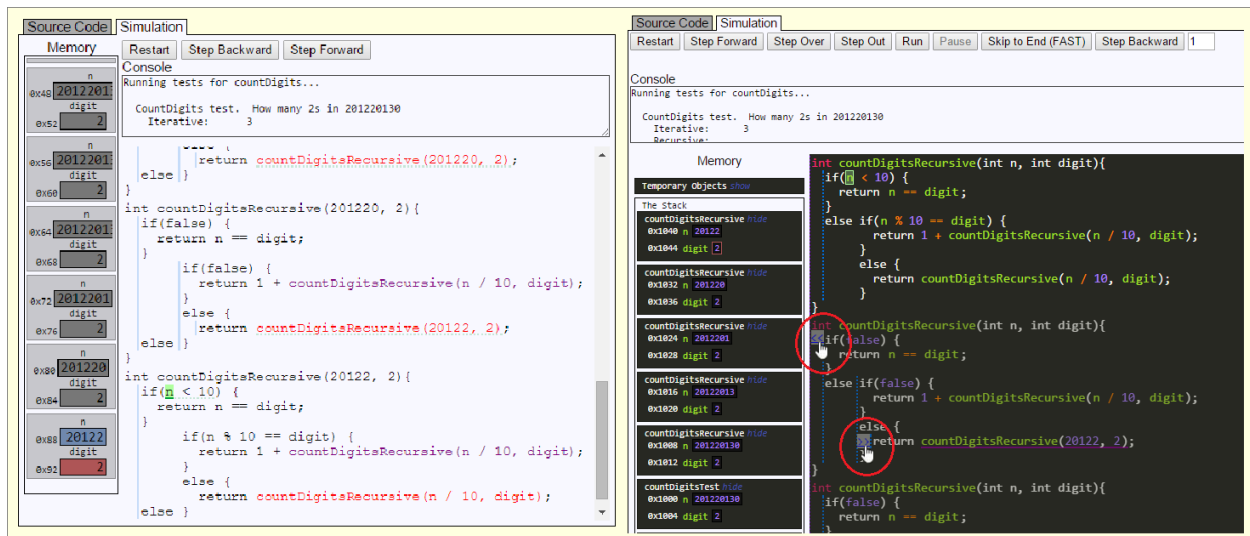 Source Code Simulation
Memory
Restart Step Backward Step Forward
Console
Running tests for countDigits...
CountDigits test. How many 2s in 201220130
Iterative: 3
n
0x48 2012201
digit
0x52 2
n
0x56 2012201
digit
0x60 2
n
0x64 2012201
digit
0x68 2
n
0x72 2012201
digit
0x76 2
n
0x80 201220
digit
0x84 2
n
0x88 20122
digit
0x92 2
else {
return countDigitsRecursive(201220, 2);
else }
}
int countDigitsRecursive(201220, 2){
if(false) {
return n == digit;
}
if(false) {
return 1 + countDigitsRecursive(n / 10, digit);
}
else {
return countDigitsRecursive(20122, 2);
else }
}
int countDigitsRecursive(20122, 2){
if(n < 10) {
return n == digit;
}
if(n % 10 == digit) {
return 1 + countDigitsRecursive(n / 10, digit);
}
else {
return countDigitsRecursive(n / 10, digit);
else }
Source Code Simulation
Restart Step Forward Step Over Step Out Run Pause Skip to End (FAST) Step Backward 1
Console
Running tests for countDigits...
CountDigits test. How many 2s in 201220130
Iterative: 3
Recursive:
Memory
Temporary Objects show
The Stack
countDigitsRecursive hide
0x1040 n 20122
0x1044 digit 2
countDigitsRecursive hide
0x1032 n 201220
0x1036 digit 2
countDigitsRecursive hide
0x1024 n 2012201
0x1028 digit 2
countDigitsRecursive hide
0x1016 n 20122013
0x1020 digit 2
countDigitsRecursive hide
0x1008 n 201220130
0x1012 digit 2
countDigitsTest hide
0x1000 n 201220130
0x1004 digit 2
int countDigitsRecursive(int n, int digit){
if(n < 10) {
return n == digit;
}
else if(n % 10 == digit) {
return 1 + countDigitsRecursive(n / 10, digit);
}
else {
return countDigitsRecursive(n / 10, digit);
}
}
int countDigitsRecursive(int n, int digit){
<<if(false) {
return n == digit;
}
else if(false) {
return 1 + countDigitsRecursive(n / 10, digit);
}
else {
>>return countDigitsRecursive(20122, 2);
}
}
int countDigitsRecursive(int n, int digit){
if(false) {
return n == digit;
}